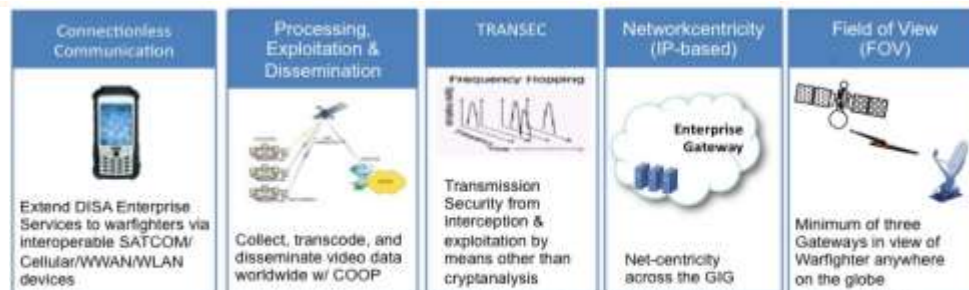 Connectionless
Communication
Extend DISA Enterprise
Services to warfighters via
interoperable SATCOM/
Cellular/WWAN/WLAN
devices
Processing,
Exploitation &
Dissemination
Collect, transcode, and
disseminate video data
worldwide w/ COOP
TRANSEC
Frequency Hopping
Transmission
Security from
interception &
exploitation by
means other than
cryptanalysis
Networkcentricity
(IP-based)
Enterprise
Gateway
Net-centricity
across the GIG
Field of View
(FOV)
Minimum of three
Gateways in view of
Warfighter anywhere
on the globe